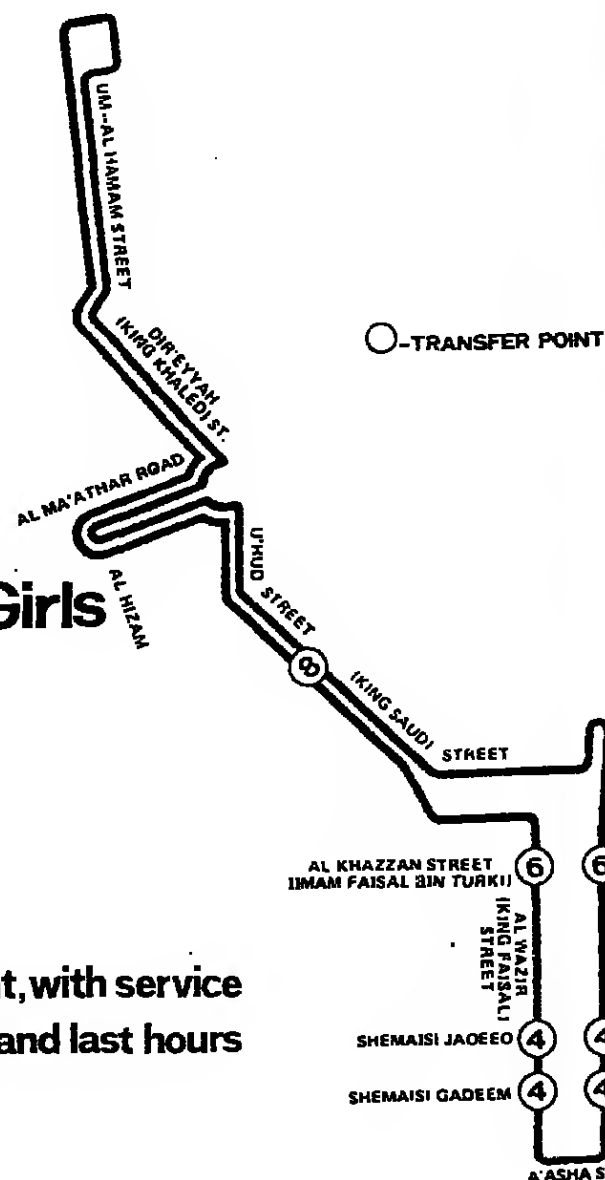 UM-AL HAMAM STREET
DIR'EYYAH
(KING KHALED) ST.
○-TRANSFER POINT
AL MA'ATHAR ROAD
AL HIZAM
Girls
U'HUD STREET
8
(KING SAUD) STREET
AL KHAZZAN STREET
(IMAM FAISAL BIN TURKI)
6
6
AL WAZIR
(KING FAISAL)
STREET
t, with service
and last hours
SHEMAISI JADEED
4
4
SHEMAISI GADEEM
4
4
A'ASHA S